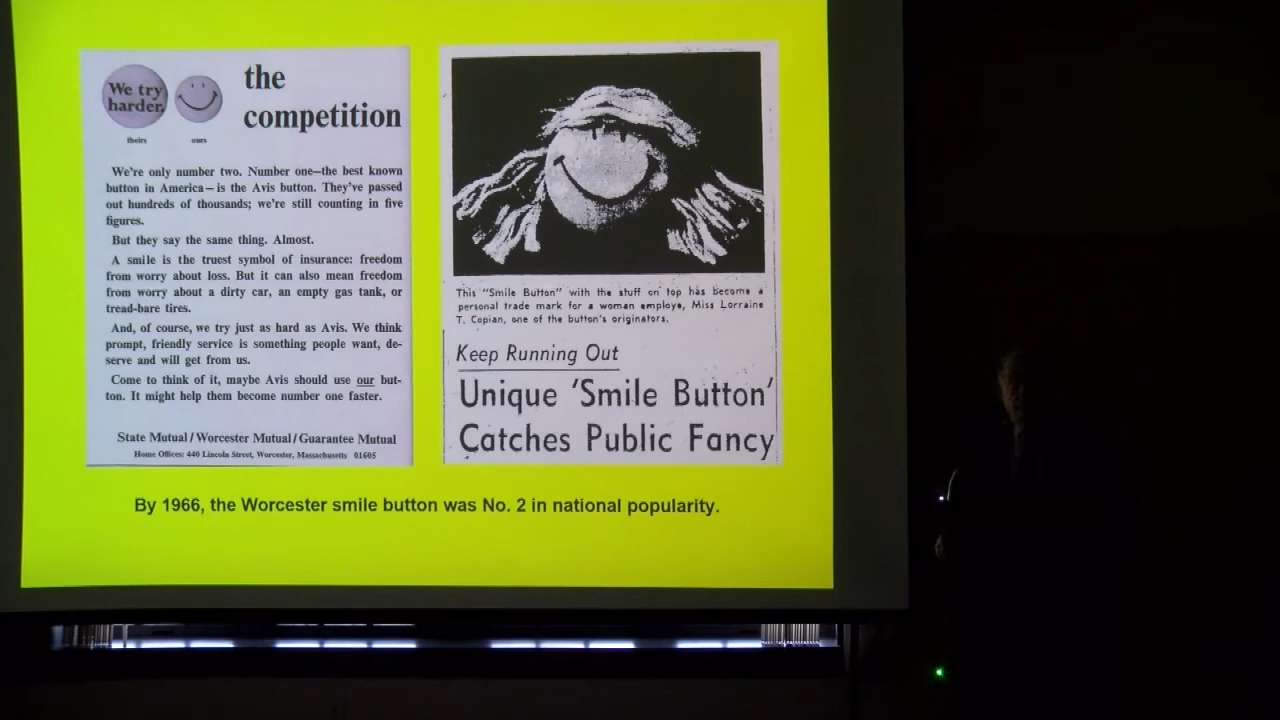 We try
harder.
theirs
ours
the
competition
We're only number two. Number one—the best known
button in America—is the Avis button. They've passed
out hundreds of thousands; we're still counting in five
figures.
But they say the same thing. Almost.
A smile is the truest symbol of insurance: freedom
from worry about loss. But it can also mean freedom
from worry about a dirty car, an empty gas tank, or
tread-bare tires.
And, of course, we try just as hard as Avis. We think
prompt, friendly service is something people want, de-
serve and will get from us.
Come to think of it, maybe Avis should use our but-
ton. It might help them become number one faster.
State Mutual/Worcester Mutual/Guarantee Mutual
Home Offices: 440 Lincoln Street, Worcester, Massachusetts 01605
This "Smile Button" with the stuff on top has become a
personal trade mark for a woman employe, Miss Lorraine
T. Copian, one of the button's originators.
Keep Running Out
Unique 'Smile Button'
Catches Public Fancy
By 1966, the Worcester smile button was No. 2 in national popularity.